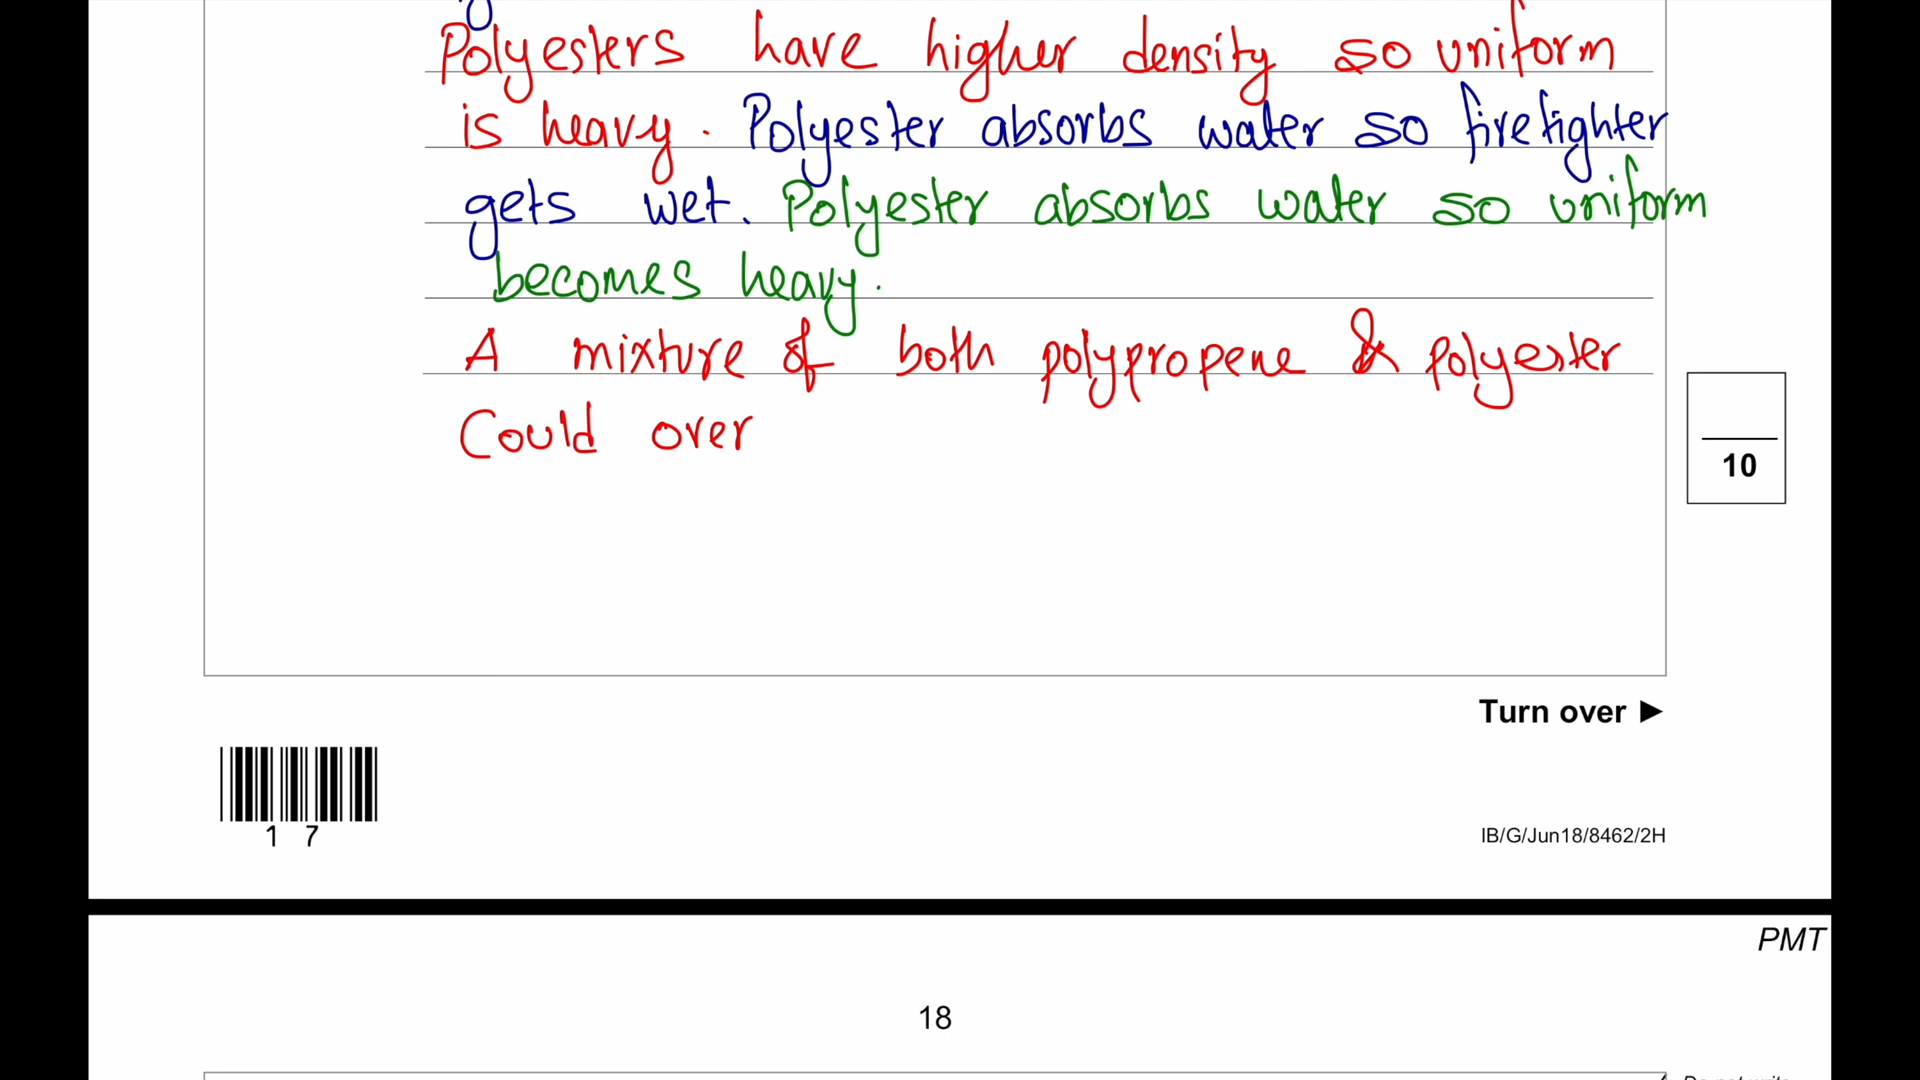 Polyesters have higher density so uniform
is heavy. Polyester absorbs water so firefighter
gets wet. Polyester absorbs water so uniform
becomes heavy.
A mixture of both polypropene & polyester
Could over
10
Turn over ►
1 7
IB/G/Jun18/8462/2H
PMT
18